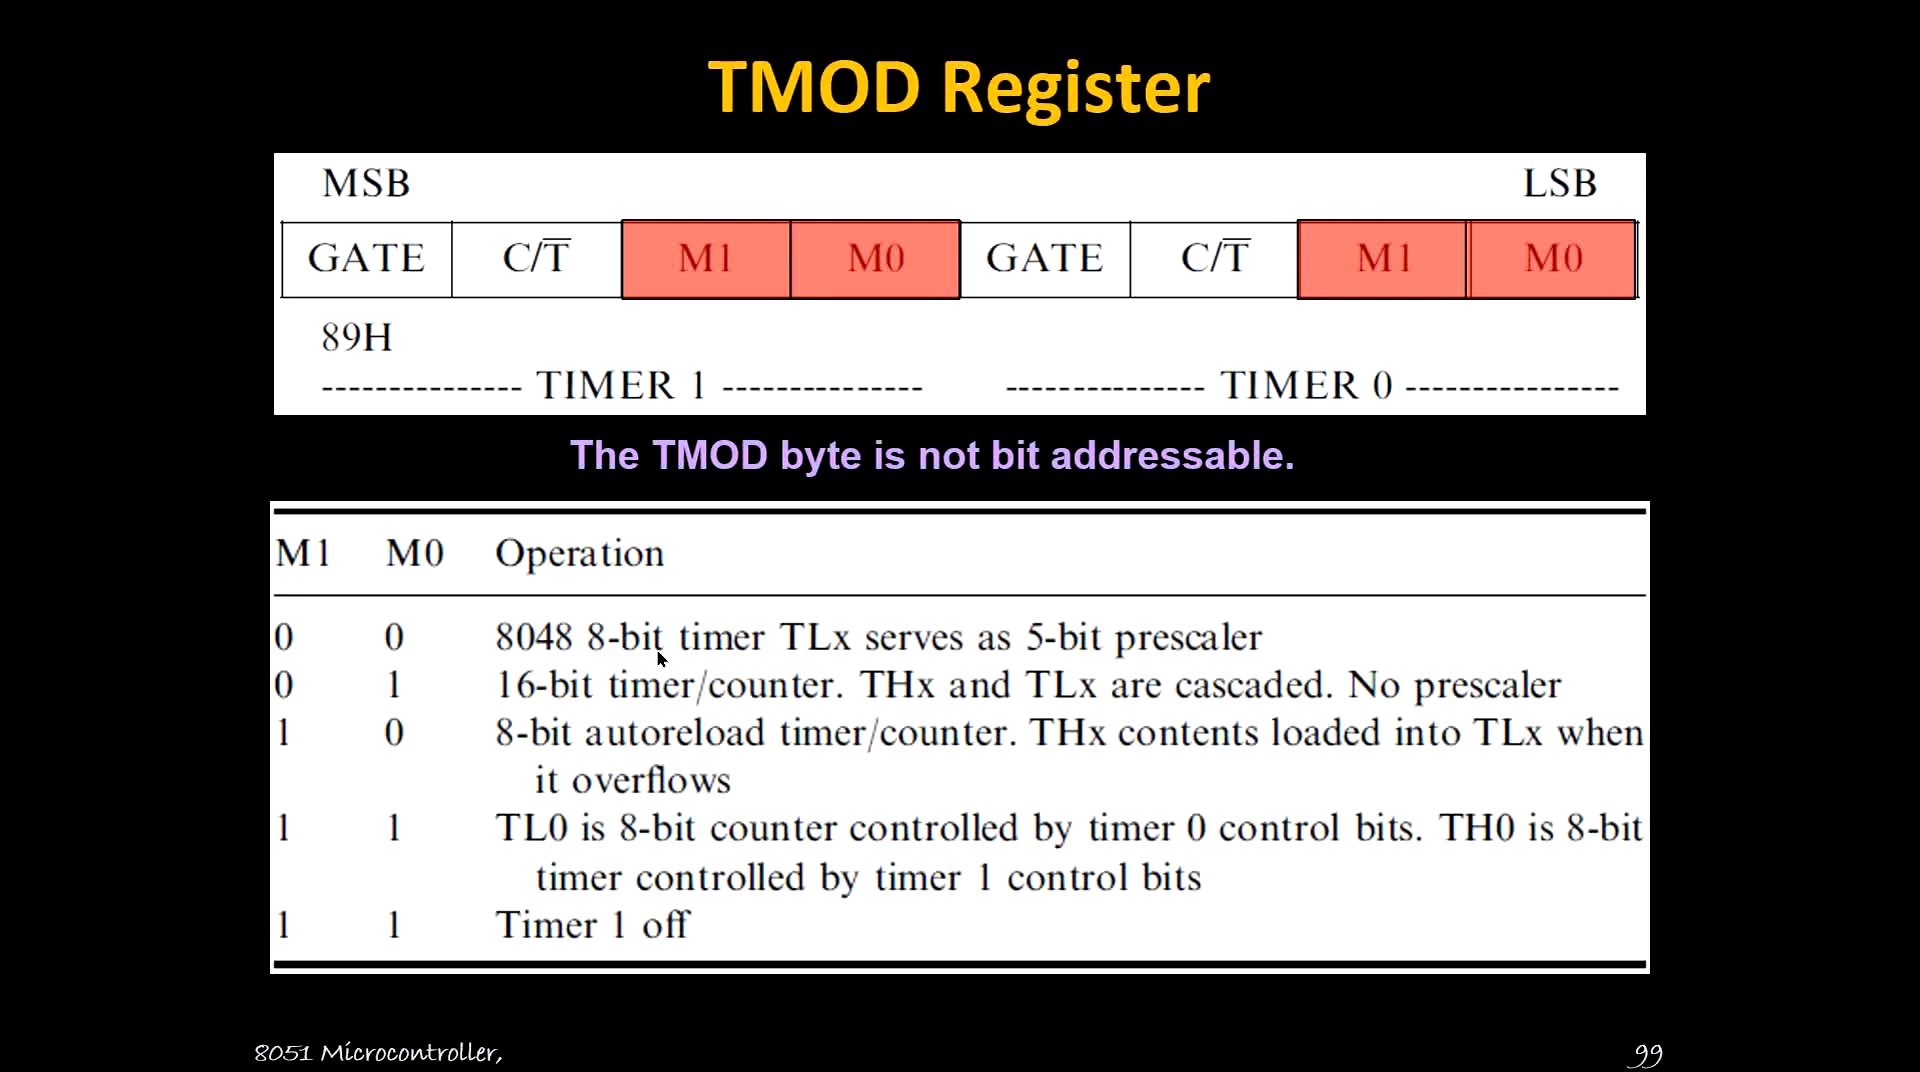 TMOD Register
MSB LSB
GATE C/T̅ M1 M0 GATE C/T̅ M1 M0
89H
--------------- TIMER 1 --------------- --------------- TIMER 0 ----------------
The TMOD byte is not bit addressable.
M1 M0 Operation
0 0 8048 8-bit timer TLx serves as 5-bit prescaler
0 1 16-bit timer/counter. THx and TLx are cascaded. No prescaler
1 0 8-bit autoreload timer/counter. THx contents loaded into TLx when
it overflows
1 1 TL0 is 8-bit counter controlled by timer 0 control bits. TH0 is 8-bit
timer controlled by timer 1 control bits
1 1 Timer 1 off
8051 Microcontroller, 99